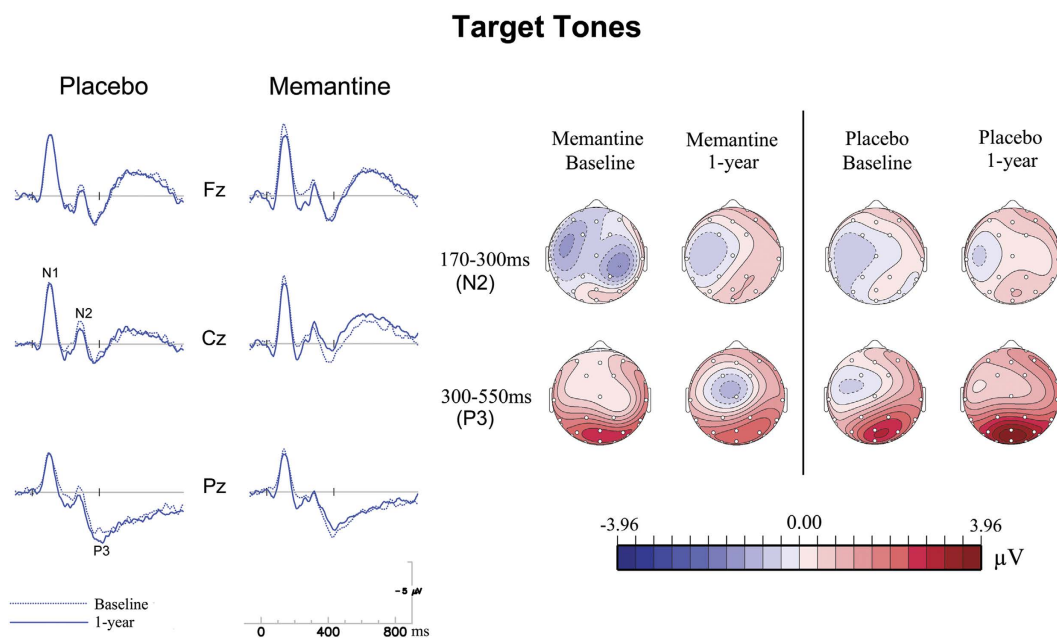 Target Tones
Placebo
Memantine
Fz
N1
N2
Cz
Pz
P3
Baseline
1-year
-5 μV
0 400 800 ms
Memantine
Baseline
Memantine
1-year
Placebo
Baseline
Placebo
1-year
170-300ms
(N2)
300-550ms
(P3)
-3.96 0.00 3.96
μV